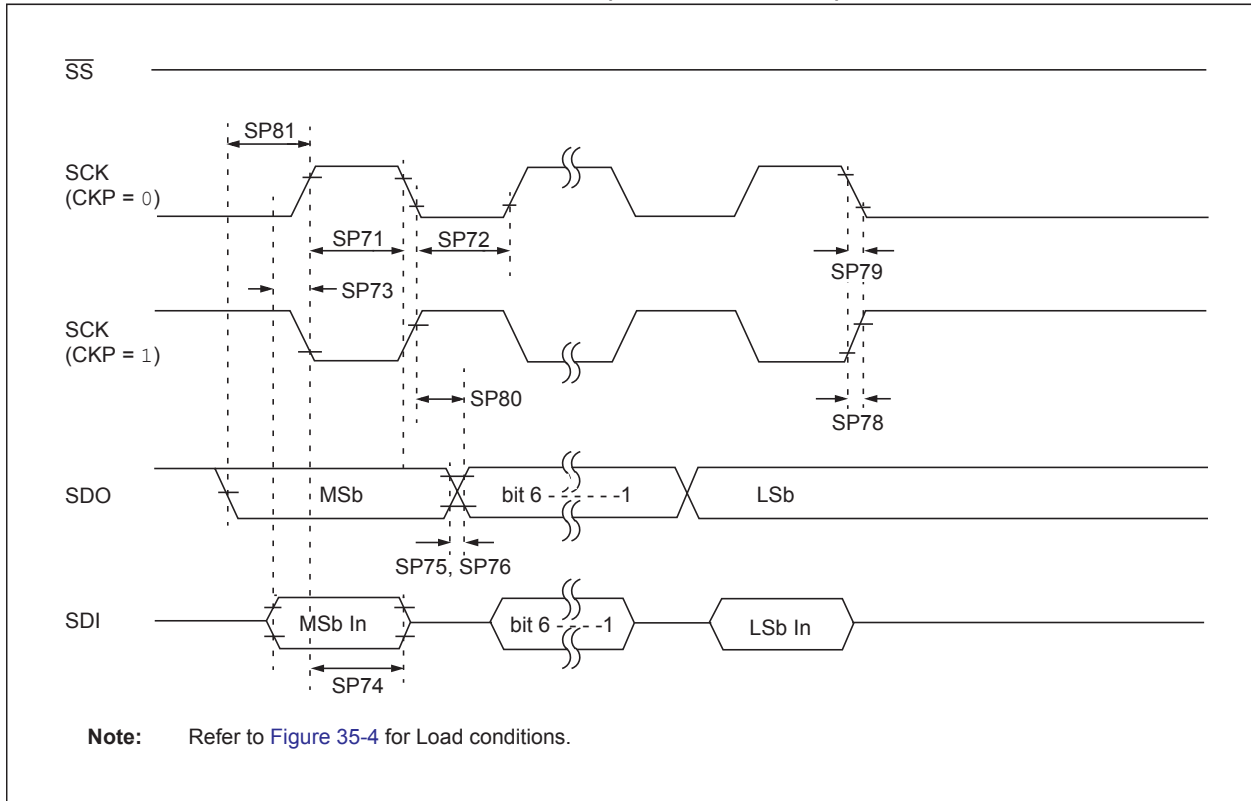 SS
SP81
SCK
(CKP = 0)
SP71
SP72
SP79
SP73
SCK
(CKP = 1)
SP80
SP78
SDO
MSb
bit 6 - - - - - -1
LSb
SP75, SP76
SDI
MSb In
bit 6 - - - -1
LSb In
SP74
Note: Refer to Figure 35-4 for Load conditions.